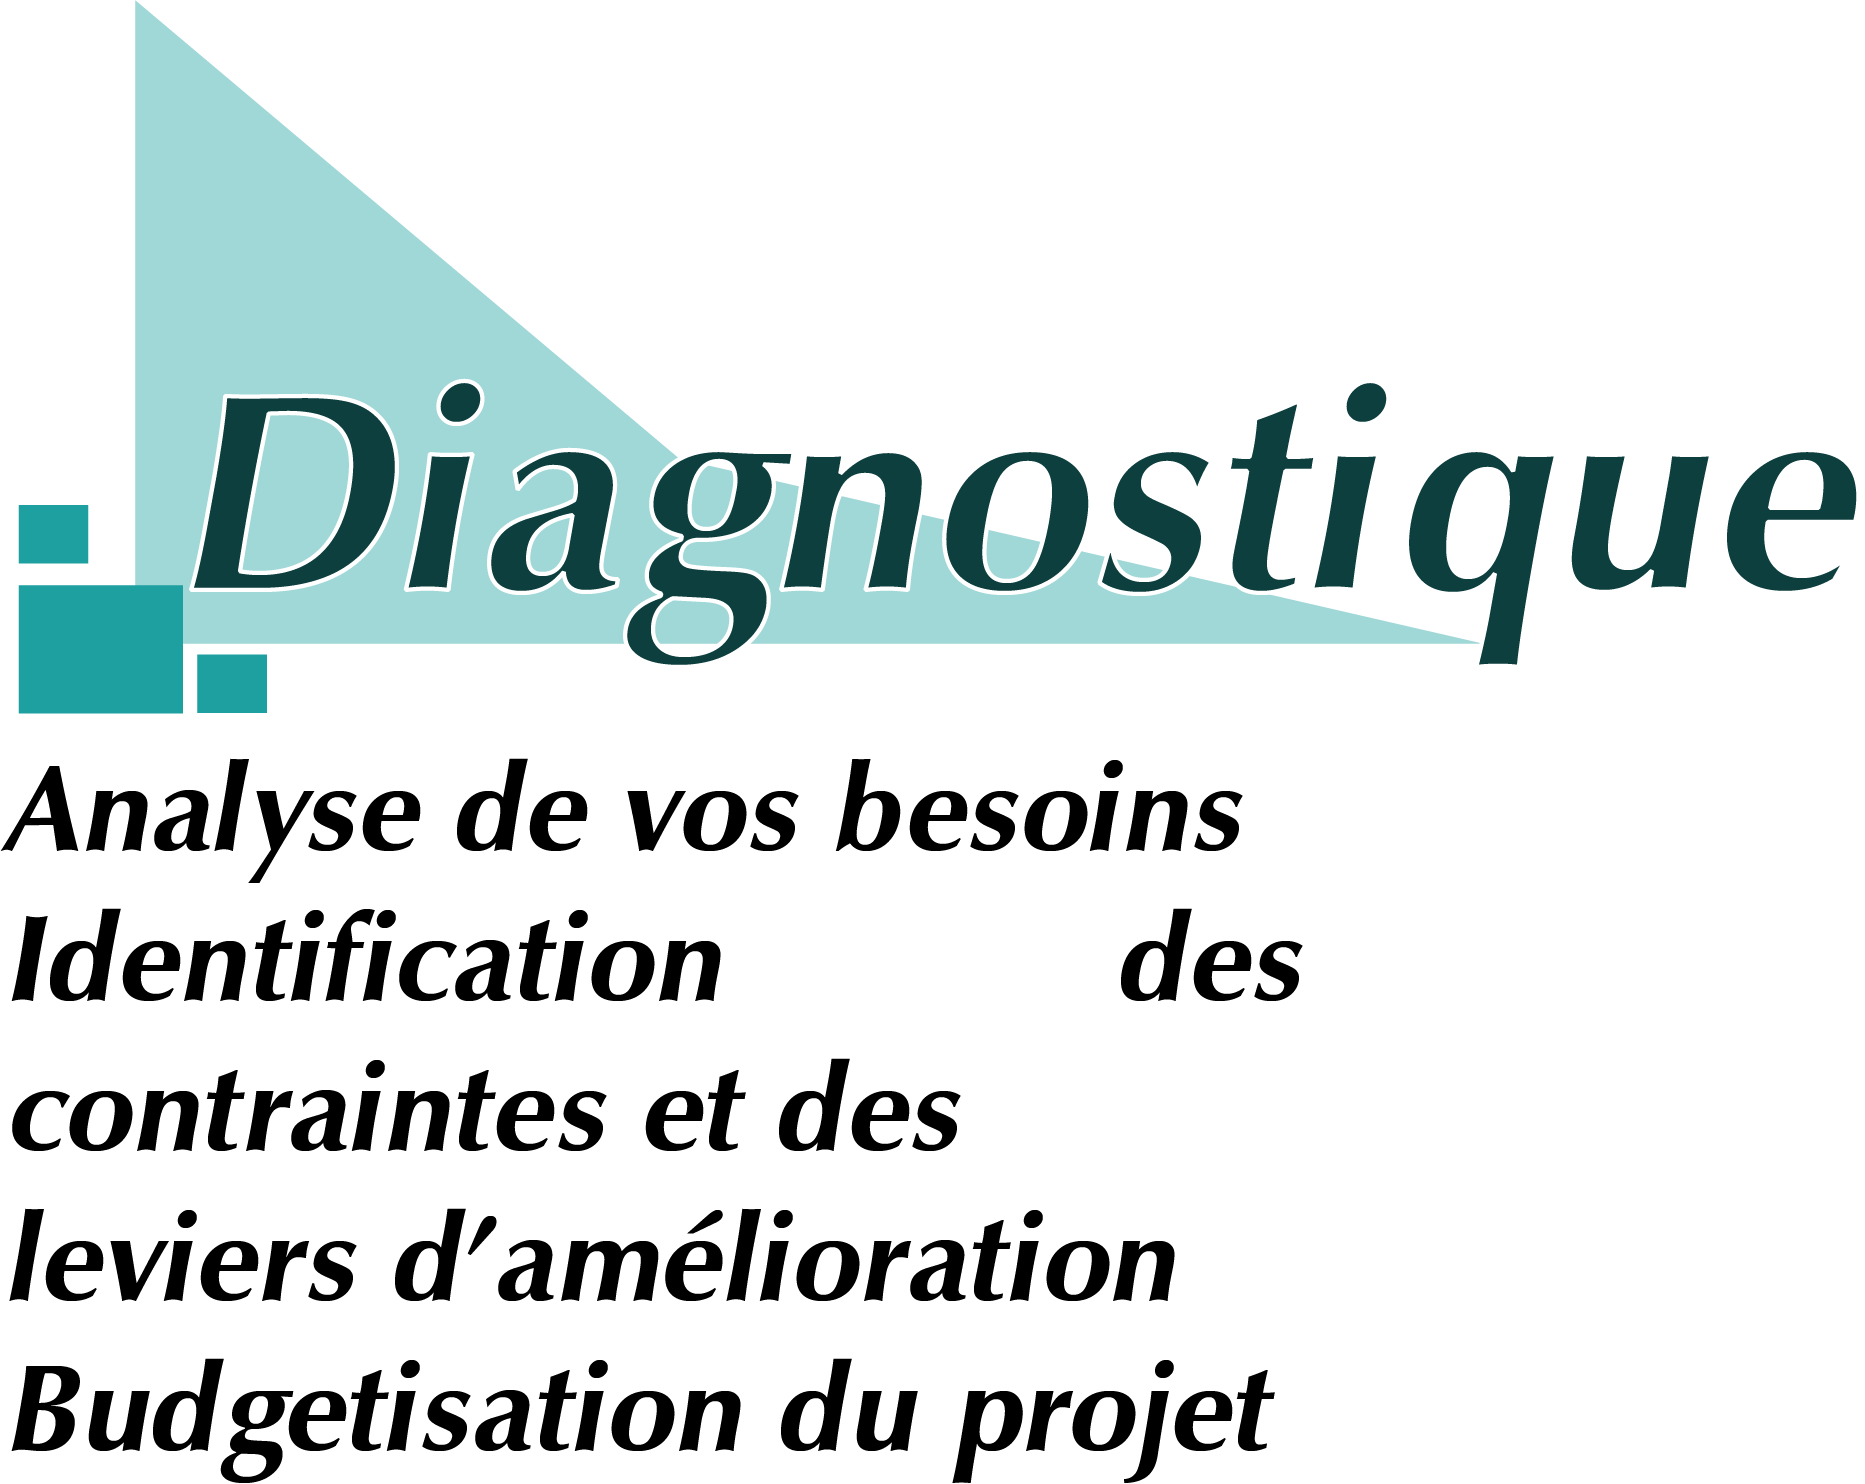 Diagnostique
Analyse de vos besoins
Identification des
contraintes et des
leviers d’amélioration
Budgetisation du projet